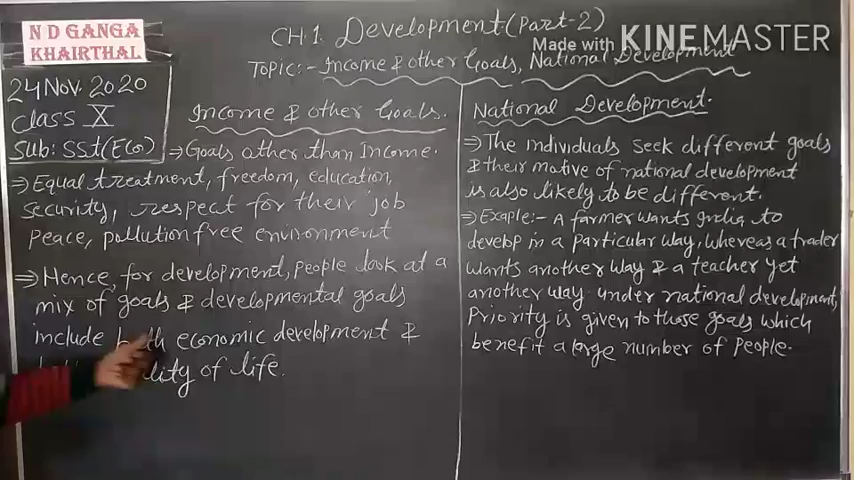 N D GANGA
KHAIRTHAL
CH.1. Development (Part-2)
Made with KINEMASTER
TOPIC:- Income & other Goals, National Development
24 Nov. 2020
Class X
Sub: SSt (Eco)
Income & other Goals.
⇒ Goals other than Income.
⇒ Equal treatment, freedom, education,
security, respect for their job
Peace, pollution free environment
⇒ Hence, for development, people look at a
mix of goals & developmental goals
include both economic development &
lity of life.
National Development.
⇒ The individuals seek different goals
& their motive of national development
is also likely to be different.
⇒ Exaple:- A farmer wants India to
develop in a particular way, whereas a trader
wants another way & a teacher yet
another way. under national development,
Priority is given to those goals which
benefit a large number of people.